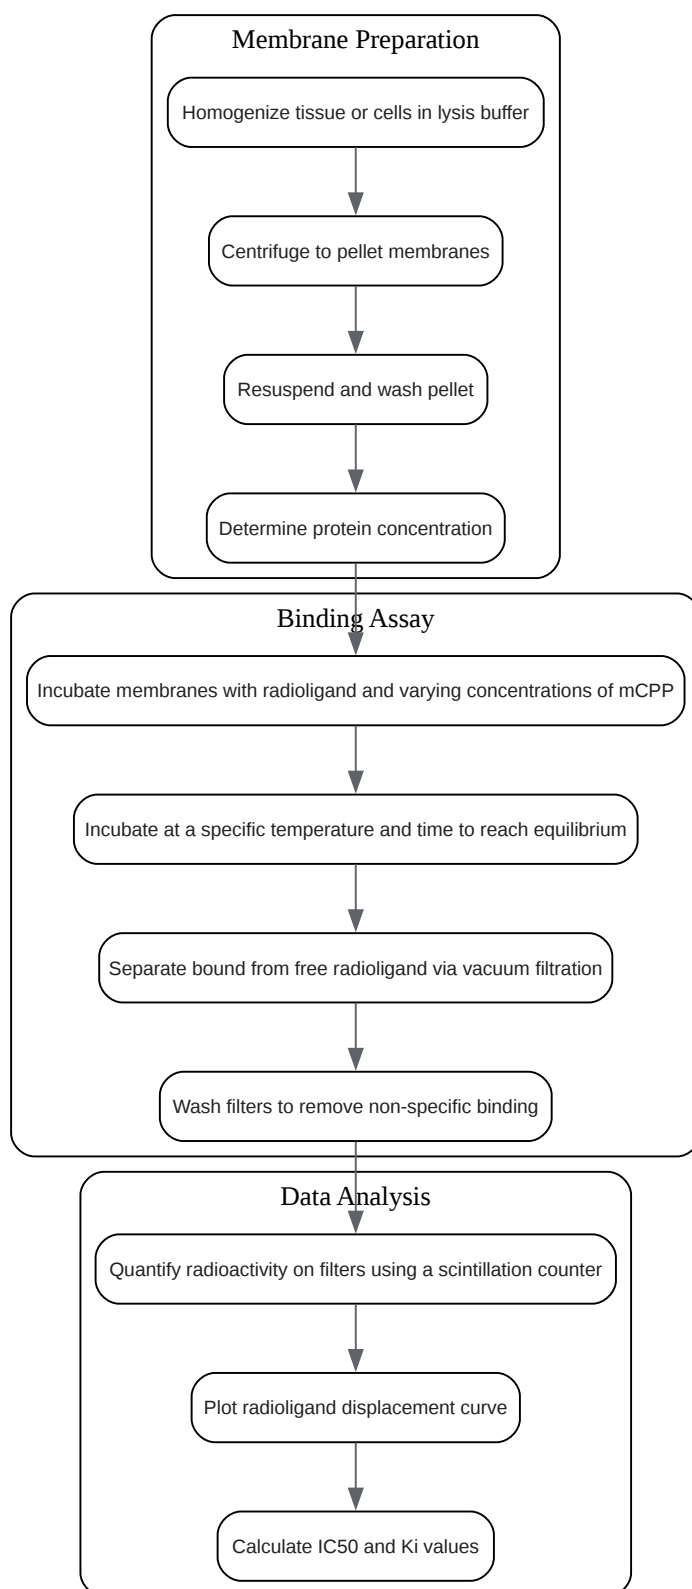 Membrane Preparation
Homogenize tissue or cells in lysis buffer
Centrifuge to pellet membranes
Resuspend and wash pellet
Determine protein concentration
Binding Assay
Incubate membranes with radioligand and varying concentrations of mCPP
Incubate at a specific temperature and time to reach equilibrium
Separate bound from free radioligand via vacuum filtration
Wash filters to remove non-specific binding
Data Analysis
Quantify radioactivity on filters using a scintillation counter
Plot radioligand displacement curve
Calculate IC50 and Ki values